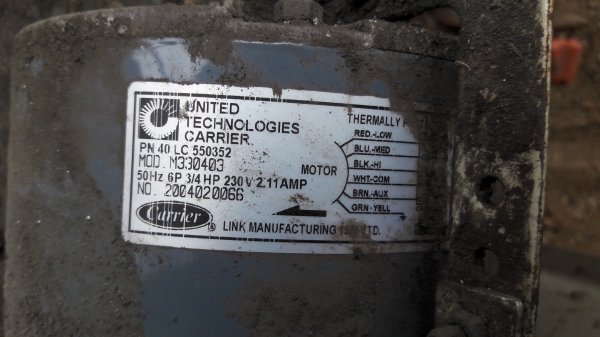 UNITED
TECHNOLOGIES
CARRIER
PN 40 LC 550352
MOD. M330403
50Hz 6P 3/4 HP 230V 2.11AMP
NO. 2004020066
Carrier
THERMALLY
MOTOR
RED.-LOW
BLU.-MED
BLK.-HI
WHT-COM
BRN.-AUX
GRN-YELL
LINK MANUFACTURING LTD.